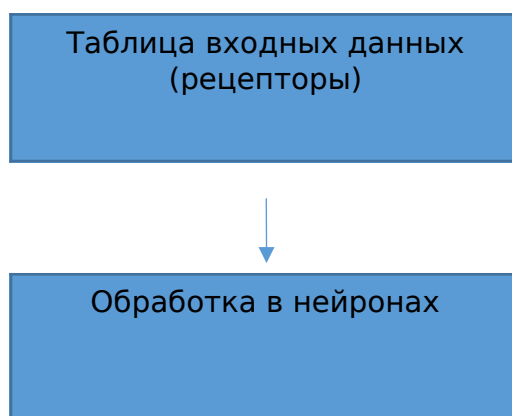 Таблица входных данных
(рецепторы)
Обработка в нейронах